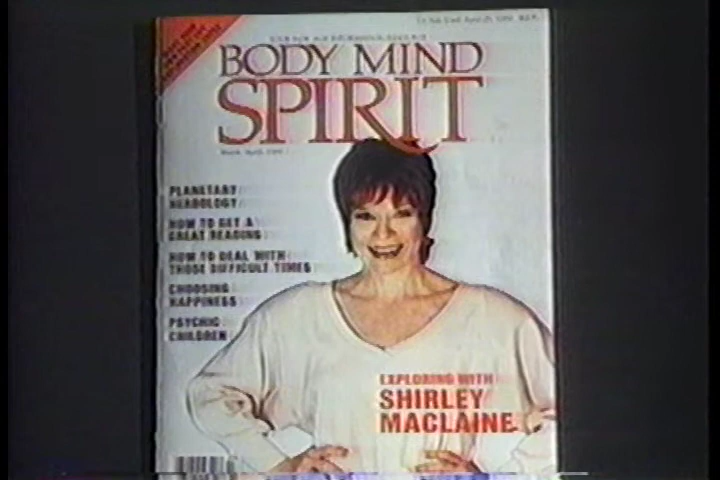 BODY MIND
SPIRIT
PLANETARY
HERBOLOGY
HOW TO GET A
GREAT READING
HOW TO DEAL WITH
THOSE DIFFICULT TIMES
CHOOSING
HAPPINESS
PSYCHIC
CHILDREN
EXPLORING WITH
SHIRLEY
MACLAINE